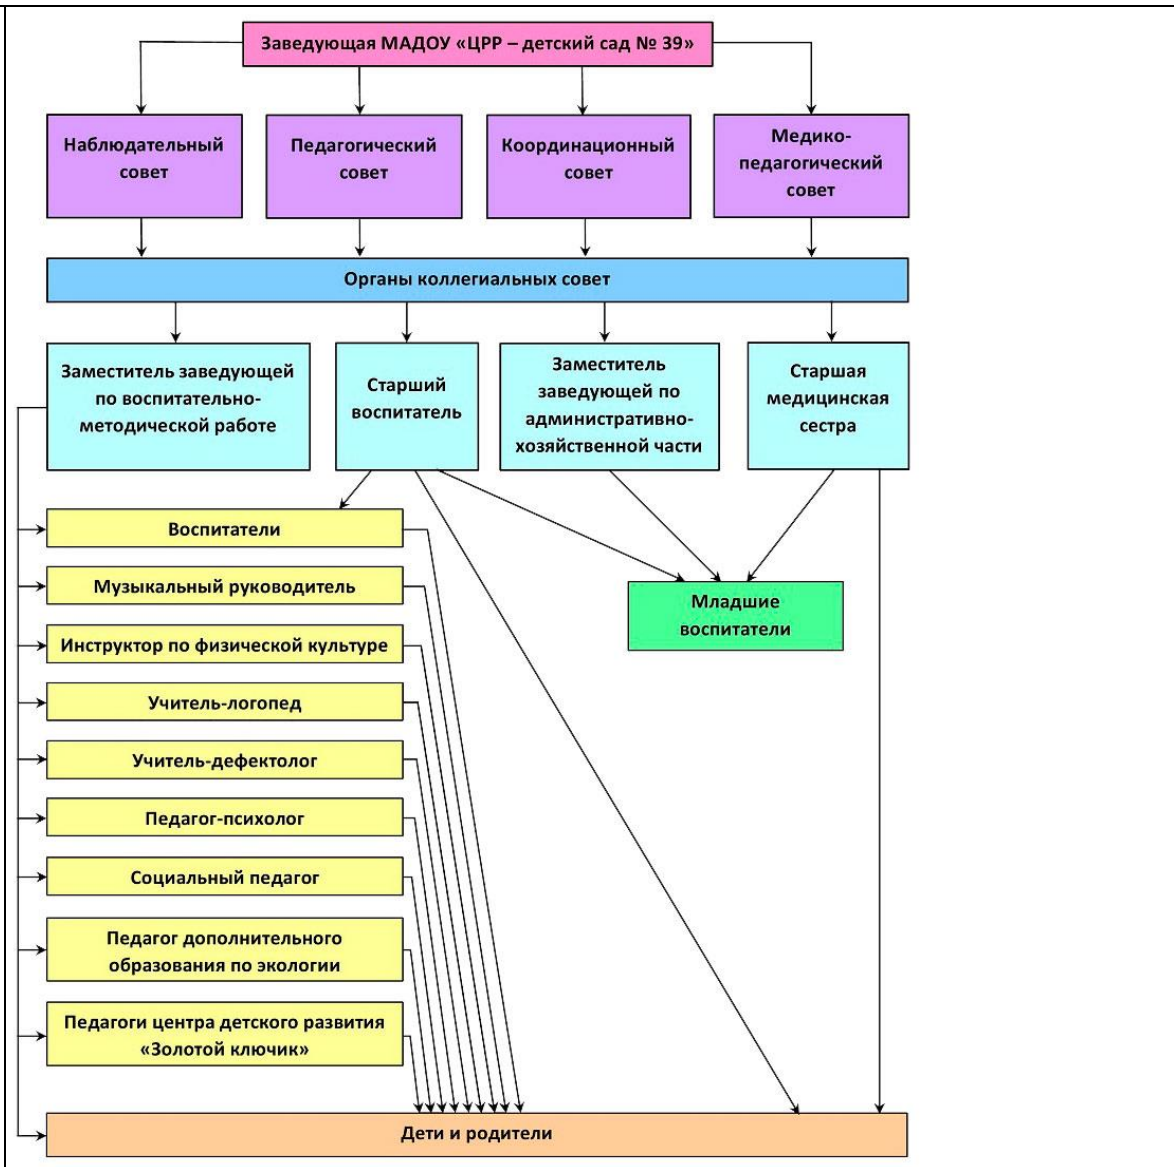 Заведующая МАДОУ «ЦРР – детский сад № 39»
Наблюдательный
совет
Педагогический
совет
Координационный
совет
Медико-
педагогический
совет
Органы коллегиальных совет
Заместитель заведующей
по воспитательно-
методической работе
Старший
воспитатель
Заместитель
заведующей по
административно-
хозяйственной части
Старшая
медицинская
сестра
Воспитатели
Музыкальный руководитель
Инструктор по физической культуре
Учитель-логопед
Учитель-дефектолог
Педагог-психолог
Социальный педагог
Педагог дополнительного
образования по экологии
Педагоги центра детского развития
«Золотой ключик»
Младшие
воспитатели
Дети и родители